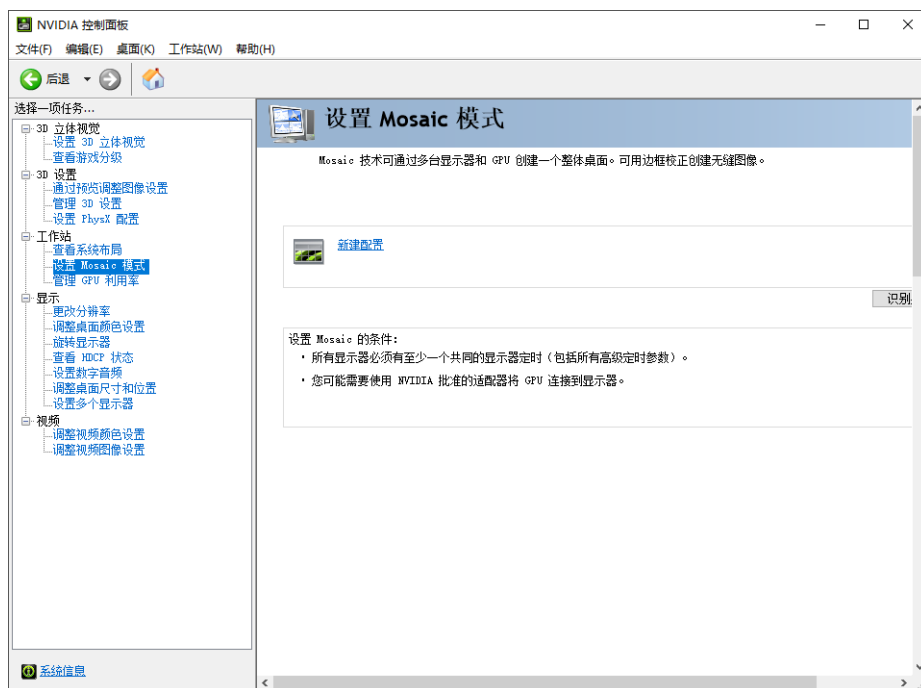 NVIDIA 控制面板
文件(F) 编辑(E) 桌面(K) 工作站(W) 帮助(H)
后退
选择一项任务...
3D 立体视觉
设置 3D 立体视觉
查看游戏分级
3D 设置
通过预览调整图像设置
管理 3D 设置
设置 PhysX 配置
工作站
查看系统布局
设置 Mosaic 模式
管理 GPU 利用率
显示
更改分辨率
调整桌面颜色设置
旋转显示器
查看 HDCP 状态
设置数字音频
调整桌面尺寸和位置
设置多个显示器
视频
调整视频颜色设置
调整视频图像设置
系统信息
设置 Mosaic 模式
Mosaic 技术可通过多台显示器和 GPU 创建一个整体桌面。可用边框校正创建无缝图像。
新建配置
识别
设置 Mosaic 的条件:
· 所有显示器必须有至少一个共同的显示器定时（包括所有高级定时参数）。
· 您可能需要使用 NVIDIA 批准的适配器将 GPU 连接到显示器。